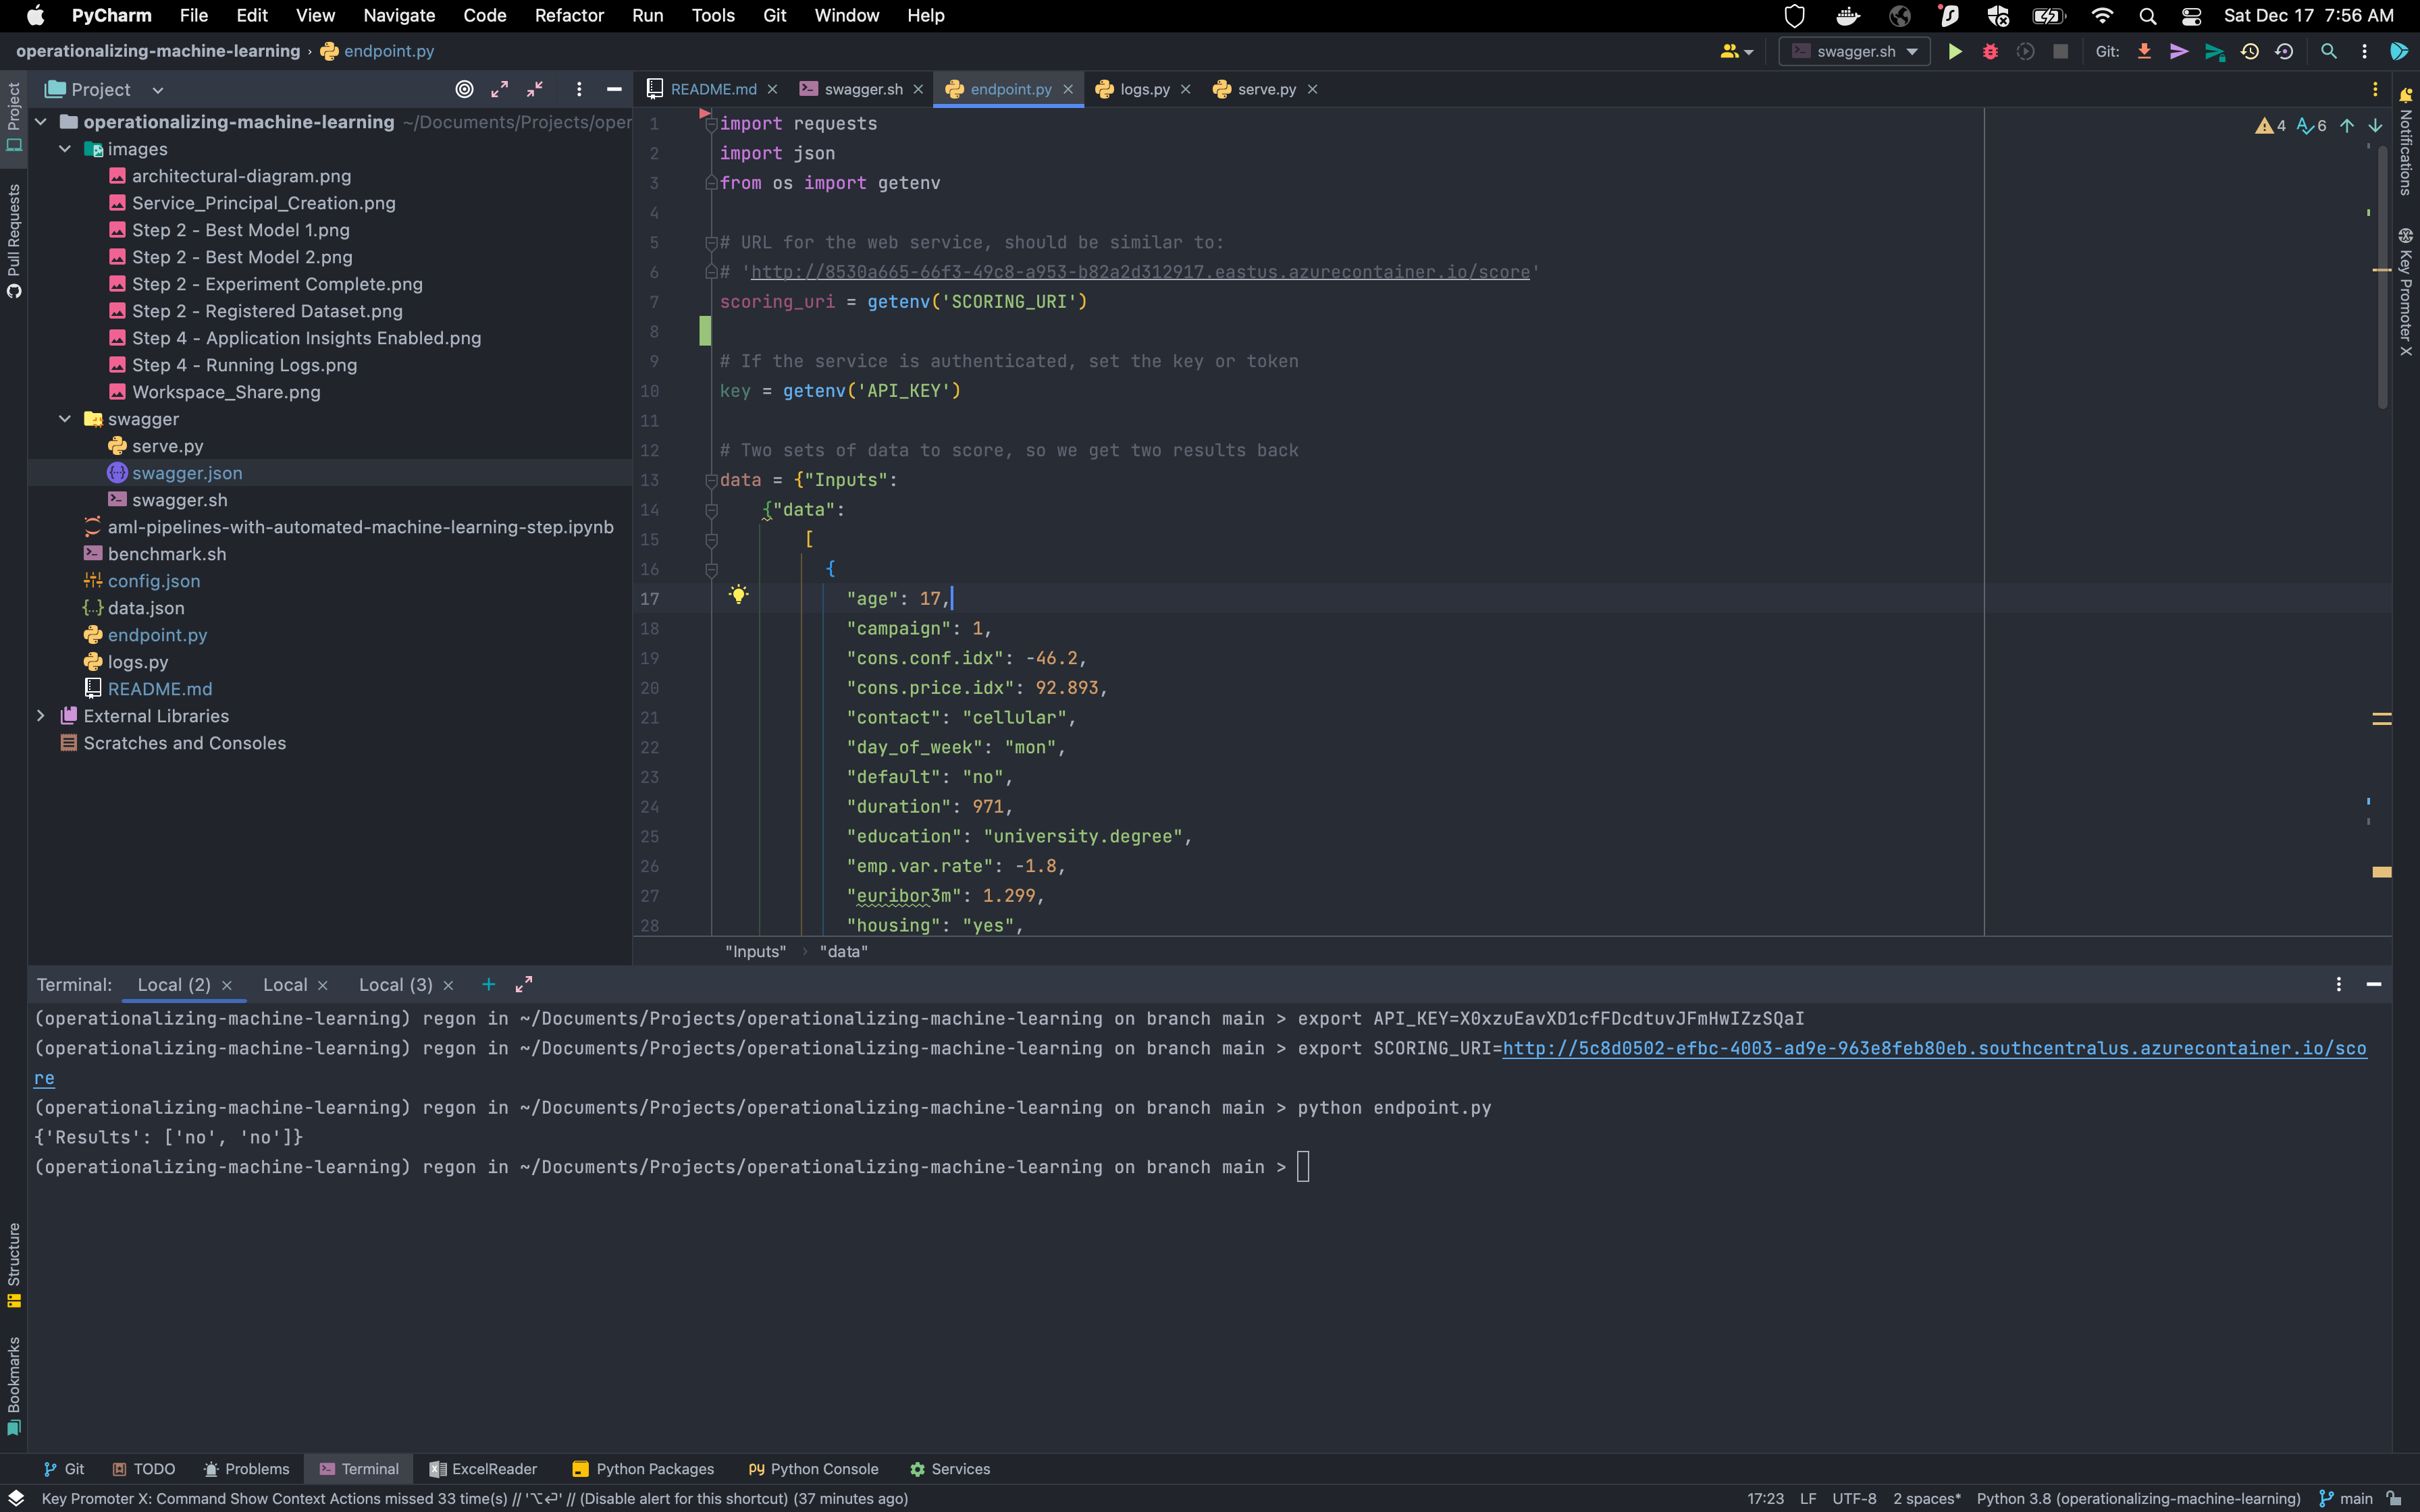 PyCharm File Edit View Navigate Code Refactor Run Tools Git Window Help Sat Dec 17 7:56 AM
operationalizing-machine-learning › endpoint.py swagger.sh Git:
Project
README.md swagger.sh endpoint.py logs.py serve.py
Project
Pull Requests
Structure
Bookmarks
operationalizing-machine-learning ~/Documents/Projects/oper
images
architectural-diagram.png
Service_Principal_Creation.png
Step 2 - Best Model 1.png
Step 2 - Best Model 2.png
Step 2 - Experiment Complete.png
Step 2 - Registered Dataset.png
Step 4 - Application Insights Enabled.png
Step 4 - Running Logs.png
Workspace_Share.png
swagger
serve.py
swagger.json
swagger.sh
aml-pipelines-with-automated-machine-learning-step.ipynb
benchmark.sh
config.json
data.json
endpoint.py
logs.py
README.md
External Libraries
Scratches and Consoles
4 6
1 import requests
2 import json
3 from os import getenv
4
5 # URL for the web service, should be similar to:
6 # 'http://8530a665-66f3-49c8-a953-b82a2d312917.eastus.azurecontainer.io/score'
7 scoring_uri = getenv('SCORING_URI')
8
9 # If the service is authenticated, set the key or token
10 key = getenv('API_KEY')
11
12 # Two sets of data to score, so we get two results back
13 data = {"Inputs":
14 {"data":
15 [
16 {
17 "age": 17,
18 "campaign": 1,
19 "cons.conf.idx": -46.2,
20 "cons.price.idx": 92.893,
21 "contact": "cellular",
22 "day_of_week": "mon",
23 "default": "no",
24 "duration": 971,
25 "education": "university.degree",
26 "emp.var.rate": -1.8,
27 "euribor3m": 1.299,
28 "housing": "yes",
"Inputs" › "data"
Notifications
Key Promoter X
Terminal: Local (2) Local Local (3)
(operationalizing-machine-learning) regon in ~/Documents/Projects/operationalizing-machine-learning on branch main > export API_KEY=X0xzuEavXD1cfFDcdtuvJFmHwIZzSQaI
(operationalizing-machine-learning) regon in ~/Documents/Projects/operationalizing-machine-learning on branch main > export SCORING_URI=http://5c8d0502-efbc-4003-ad9e-963e8feb80eb.southcentralus.azurecontainer.io/sco
re
(operationalizing-machine-learning) regon in ~/Documents/Projects/operationalizing-machine-learning on branch main > python endpoint.py
{'Results': ['no', 'no']}
(operationalizing-machine-learning) regon in ~/Documents/Projects/operationalizing-machine-learning on branch main >
Git TODO Problems Terminal ExcelReader Python Packages Python Console Services
Key Promoter X: Command Show Context Actions missed 33 time(s) // '⌥⏎' // (Disable alert for this shortcut) (37 minutes ago) 17:23 LF UTF-8 2 spaces* Python 3.8 (operationalizing-machine-learning) main